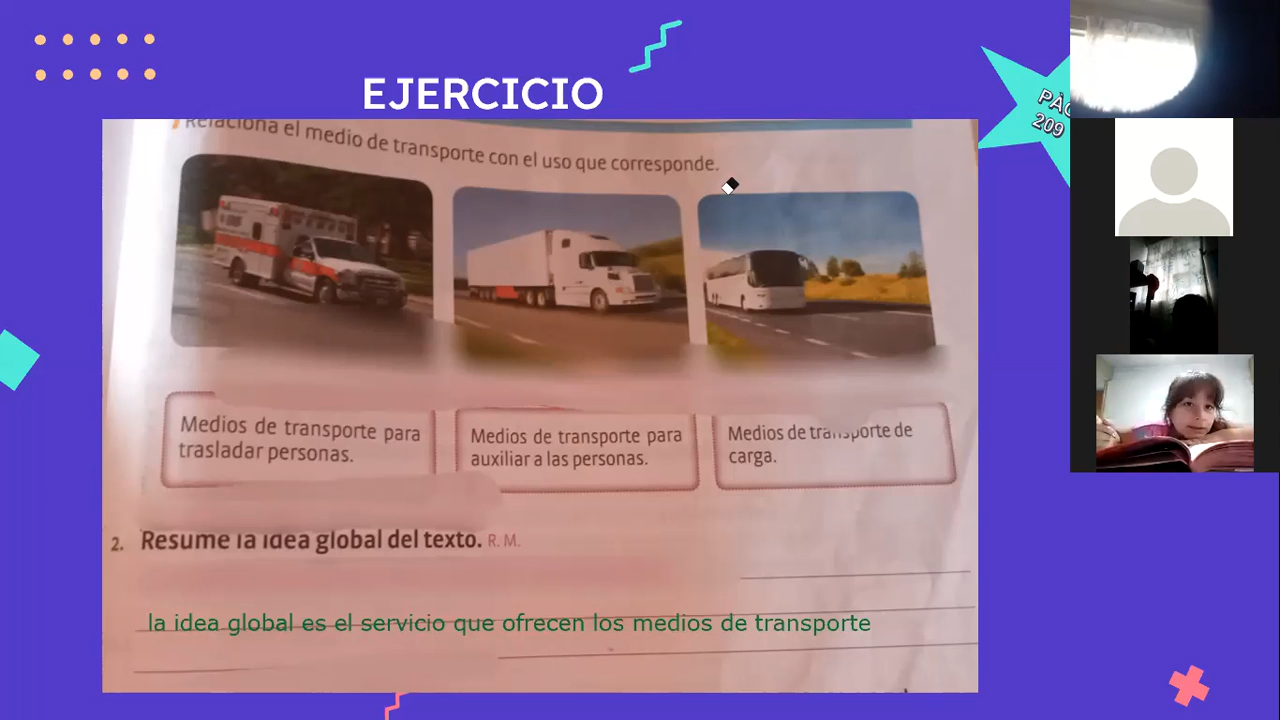 EJERCICIO
PÀG
209
Relaciona el medio de transporte con el uso que corresponde.
Medios de transporte para
trasladar personas.
Medios de transporte para
auxiliar a las personas.
Medios de transporte de
carga.
2. Resume la idea global del texto. R. M.
la idea global es el servicio que ofrecen los medios de transporte